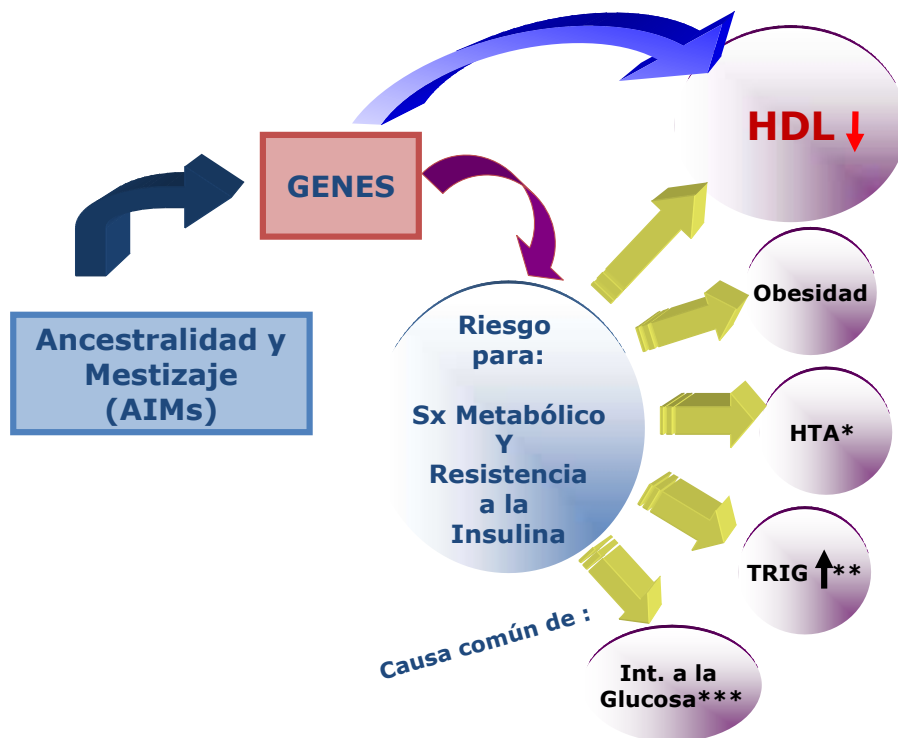 HDL
GENES
Obesidad
Ancestralidad y
Mestizaje
(AIMs)
Riesgo
para:
Sx Metabólico
Y
Resistencia
a la
Insulina
HTA*
TRIG **
Causa común de :
Int. a la
Glucosa***